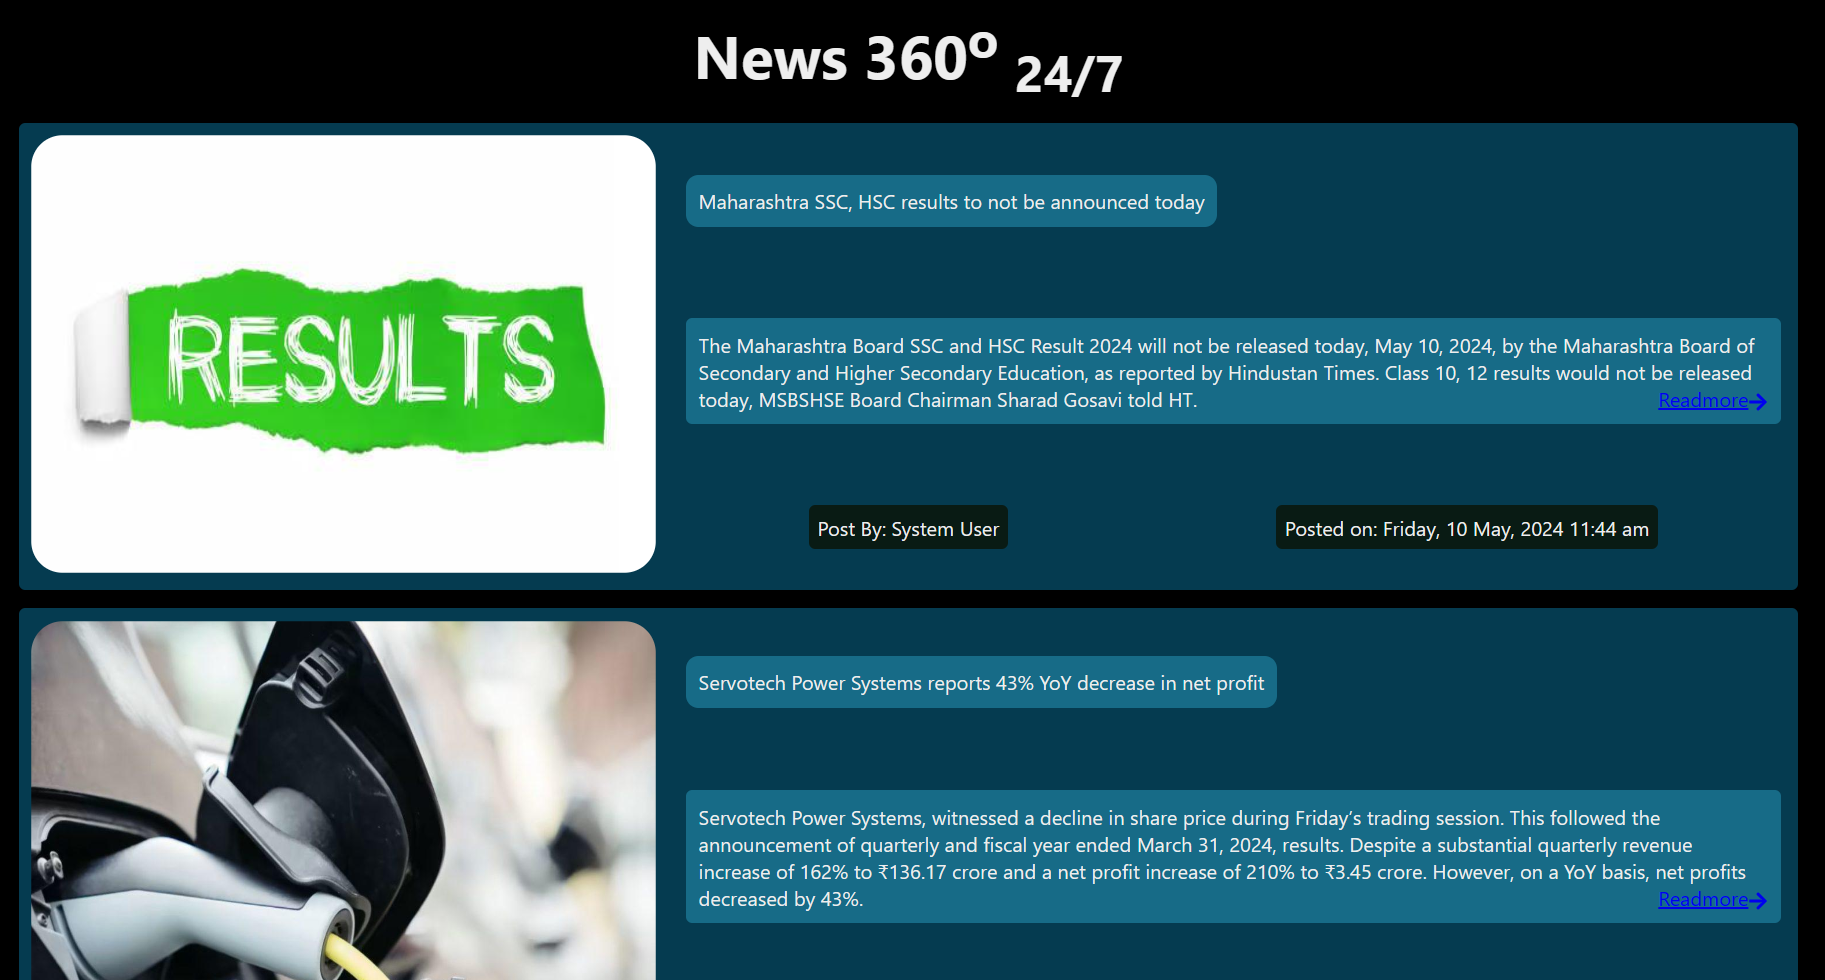 News 360º 24/7
Maharashtra SSC, HSC results to not be announced today
RESULTS
The Maharashtra Board SSC and HSC Result 2024 will not be released today, May 10, 2024, by the Maharashtra Board of
Secondary and Higher Secondary Education, as reported by Hindustan Times. Class 10, 12 results would not be released
today, MSBSHSE Board Chairman Sharad Gosavi told HT.
Readmore
Post By: System User
Posted on: Friday, 10 May, 2024 11:44 am
Servotech Power Systems reports 43% YoY decrease in net profit
Servotech Power Systems, witnessed a decline in share price during Friday’s trading session. This followed the
announcement of quarterly and fiscal year ended March 31, 2024, results. Despite a substantial quarterly revenue
increase of 162% to ₹136.17 crore and a net profit increase of 210% to ₹3.45 crore. However, on a YoY basis, net profits
decreased by 43%.
Readmore